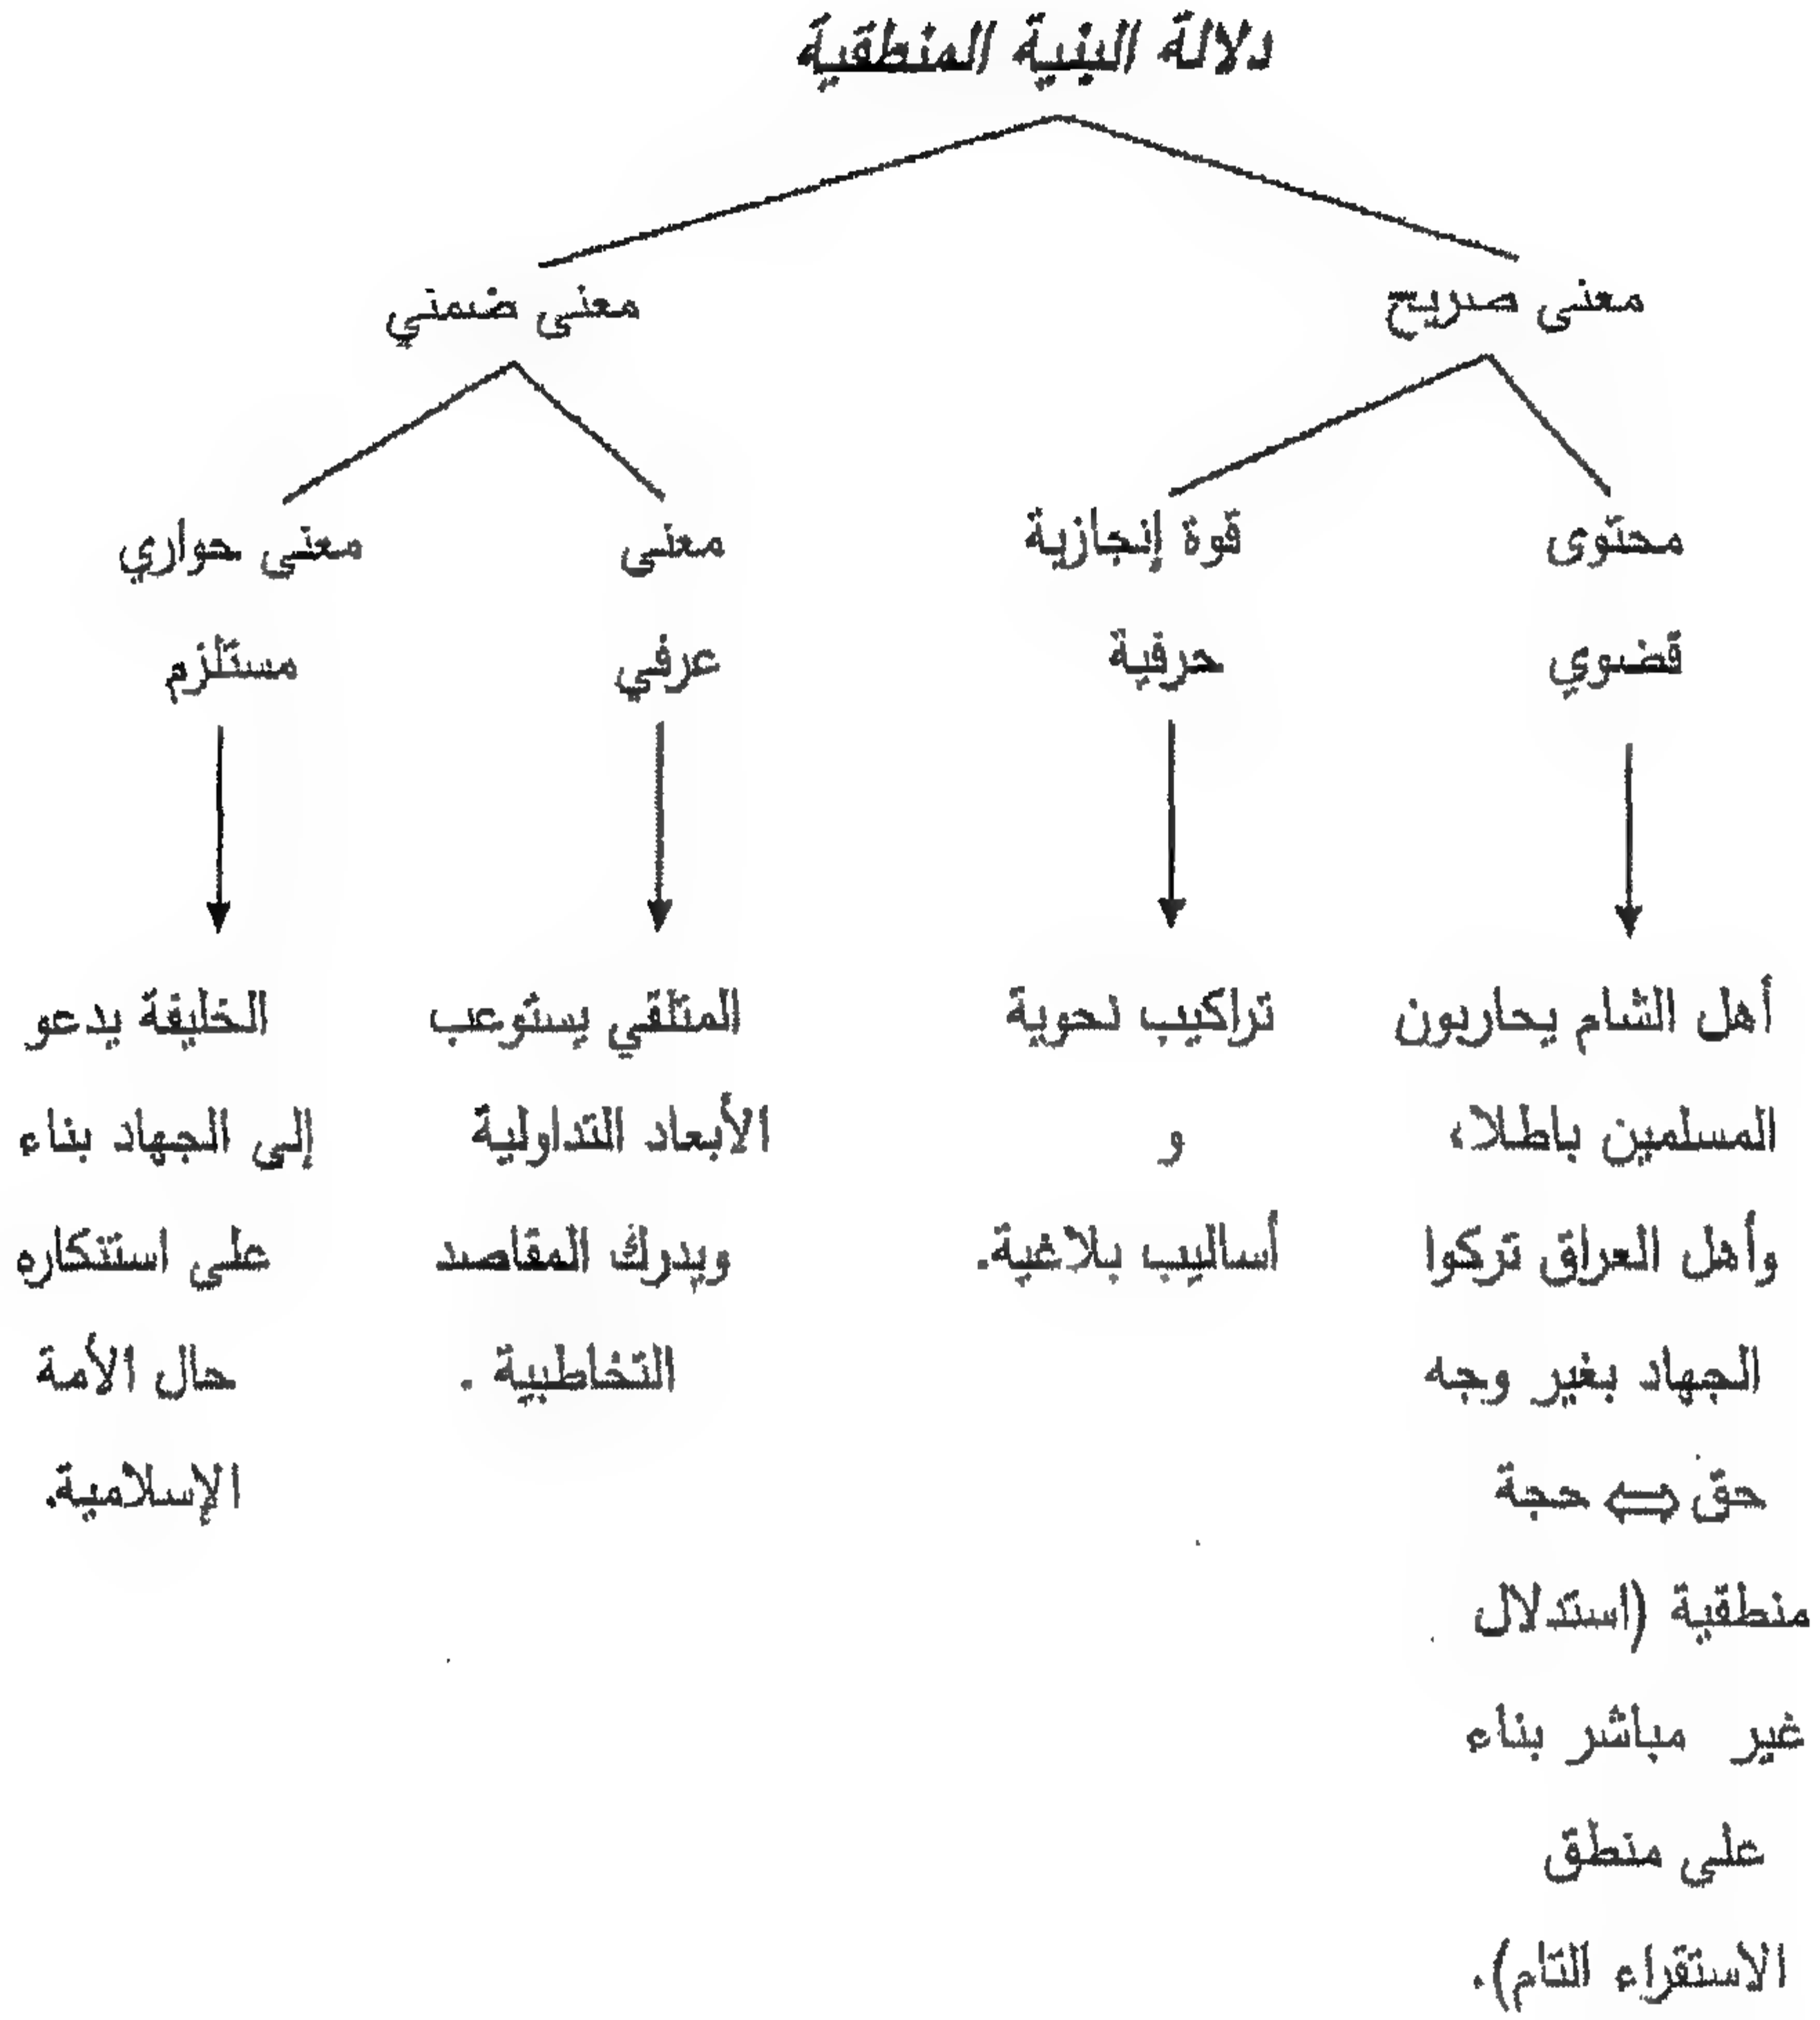 دلالة البنية المنطقية
معنى صريح
معنى ضمني
محتوى
قضوي
قوة إنجازية
حرفية
معنى
عرفي
معنى حواري
مستلزم
أهل الشام يحاربون
المسلمين باطلا،
وأهل العراق تركوا
الجهاد بغير وجه
حق ⇔ حجة
منطقية (استدلال
غير مباشر بناء
على منطق
الاستقراء التام).
تراكيب نحوية
و
أساليب بلاغية.
المتلقي يستوعب
الأبعاد التداولية
ويدرك المقاصد
التخاطبية .
الخليفة يدعو
إلى الجهاد بناء
على استنكاره
حال الأمة
الإسلامية.